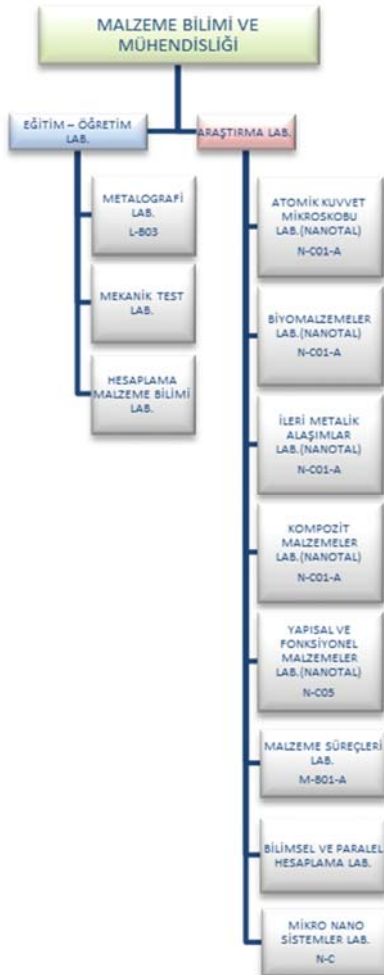 MALZEME BİLİMİ VE
MÜHENDİSLİĞİ
EĞİTİM – ÖĞRETİM
LAB.
ARAŞTIRMA LAB.
METALOGRAFİ
LAB.
L-B03
MEKANİK TEST
LAB.
HESAPLAMA
MALZEME BİLİMİ
LAB.
ATOMİK KUVVET
MİKROSKOBU
LAB.(NANOTAL)
N-C01-A
BİYOMALZEMELER
LAB.(NANOTAL)
N-C01-A
İLERİ METALİK
ALAŞIMLAR
LAB.(NANOTAL)
N-C01-A
KOMPOZİT
MALZEMELER
LAB.(NANOTAL)
N-C01-A
YAPISAL VE
FONKSİYONEL
MALZEMELER
LAB.(NANOTAL)
N-C05
MALZEME SÜREÇLERİ
LAB.
M-B01-A
BİLİMSEL VE PARALEL
HESAPLAMA LAB.
MİKRO NANO
SİSTEMLER LAB.
N-C